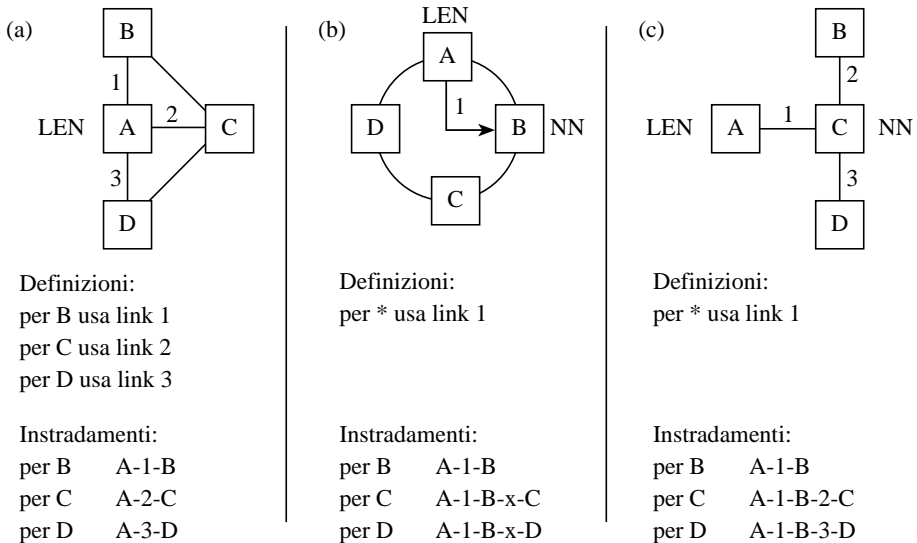 (a)
B
1
LEN
A
2
C
3
D
Definizioni:
per B usa link 1
per C usa link 2
per D usa link 3
Instradamenti:
per B A-1-B
per C A-2-C
per D A-3-D
(b)
LEN
A
1
D
B
NN
C
Definizioni:
per * usa link 1
Instradamenti:
per B A-1-B
per C A-1-B-x-C
per D A-1-B-x-D
(c)
B
2
LEN
A
1
C
NN
3
D
Definizioni:
per * usa link 1
Instradamenti:
per B A-1-B
per C A-1-B-2-C
per D A-1-B-3-D